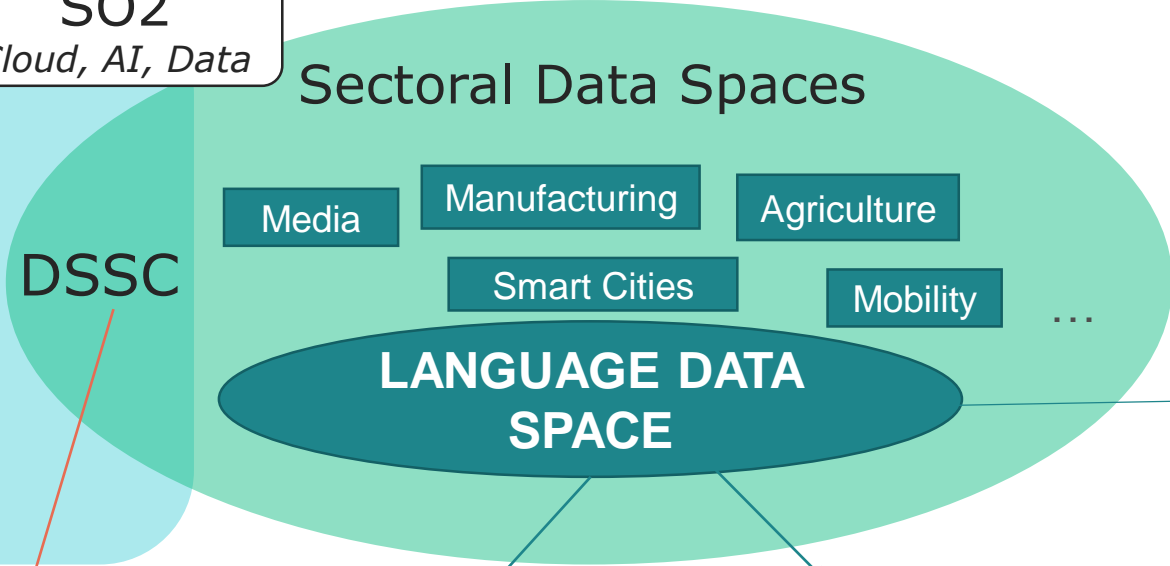 SO2
Cloud, AI, Data
Sectoral Data Spaces
Media
Manufacturing
Agriculture
Smart Cities
Mobility
...
DSSC
LANGUAGE DATA
SPACE